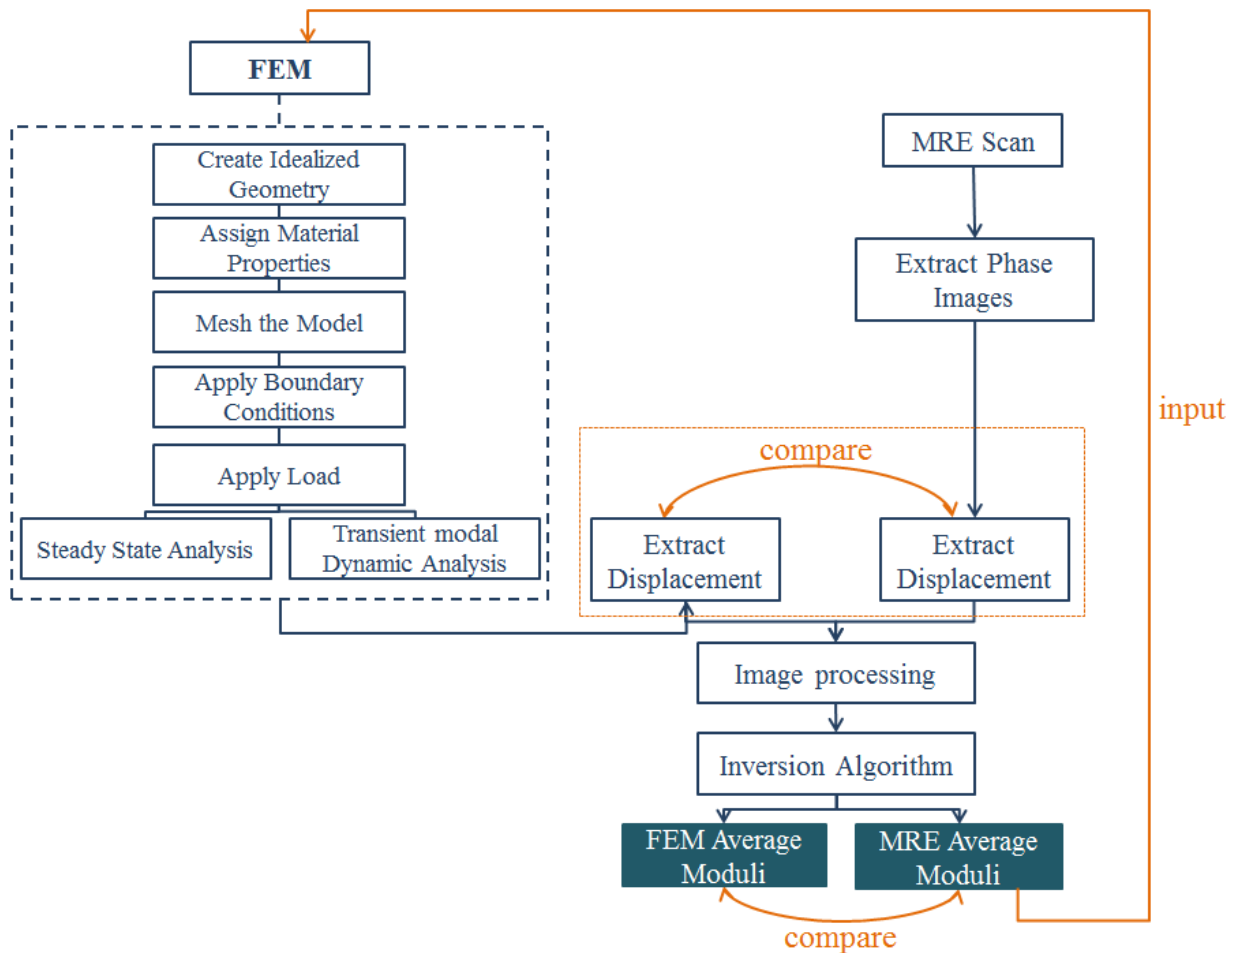 FEM
Create Idealized
Geometry
Assign Material
Properties
Mesh the Model
Apply Boundary
Conditions
Apply Load
Steady State Analysis
Transient modal
Dynamic Analysis
MRE Scan
Extract Phase
Images
input
compare
Extract
Displacement
Extract
Displacement
Image processing
Inversion Algorithm
FEM Average
Moduli
MRE Average
Moduli
compare